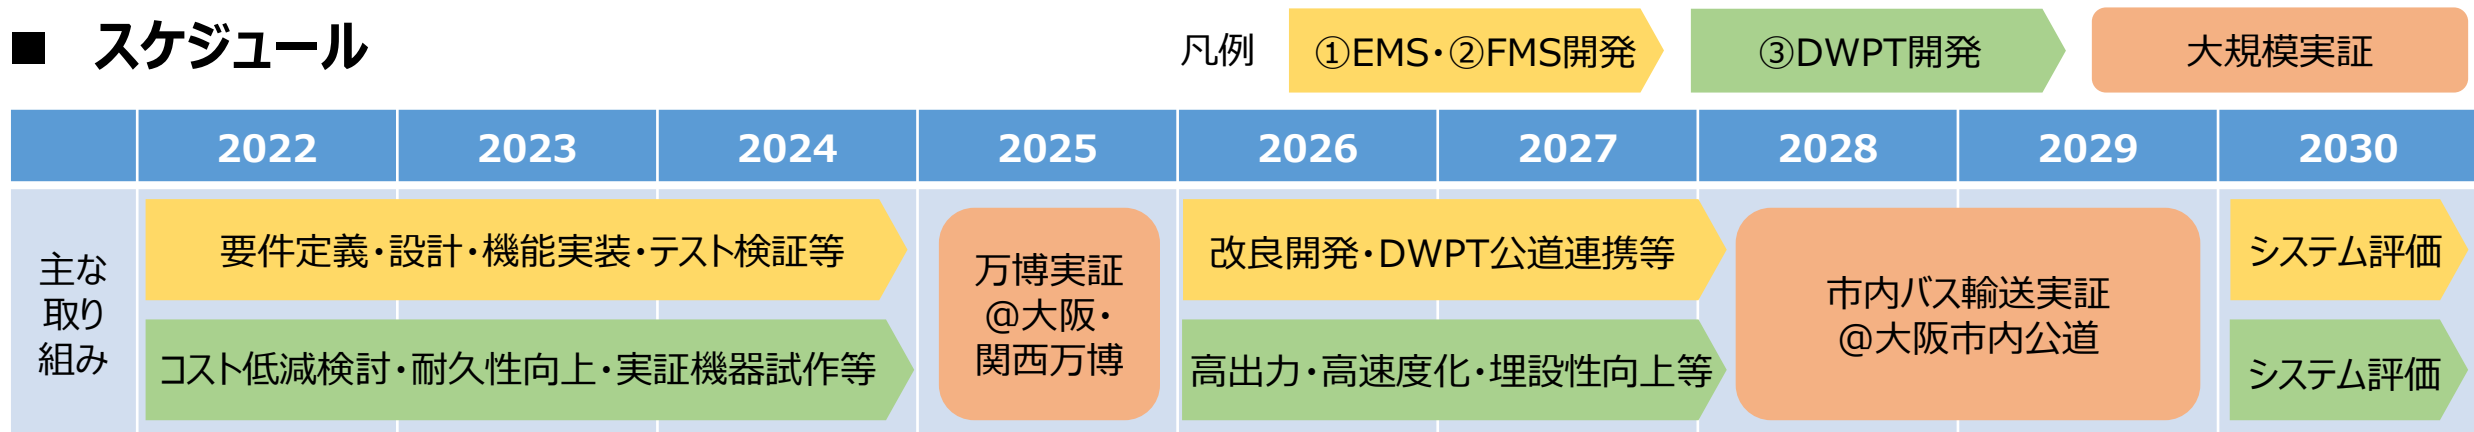 ■ スケジュール
凡例
①EMS・②FMS開発
③DWPT開発
大規模実証
2022
2023
2024
2025
2026
2027
2028
2029
2030
主な
取り
組み
要件定義・設計・機能実装・テスト検証等
コスト低減検討・耐久性向上・実証機器試作等
万博実証
@大阪・
関西万博
改良開発・DWPT公道連携等
高出力・高速度化・埋設性向上等
市内バス輸送実証
@大阪市内公道
システム評価
システム評価